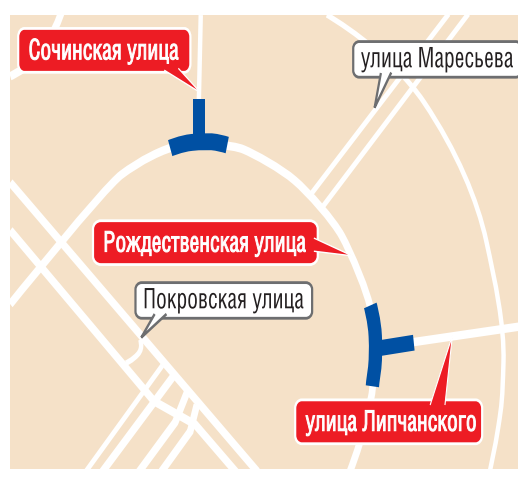 Сочинская улица
улица Маресьева
Рождественская улица
Покровская улица
улица Липчанского